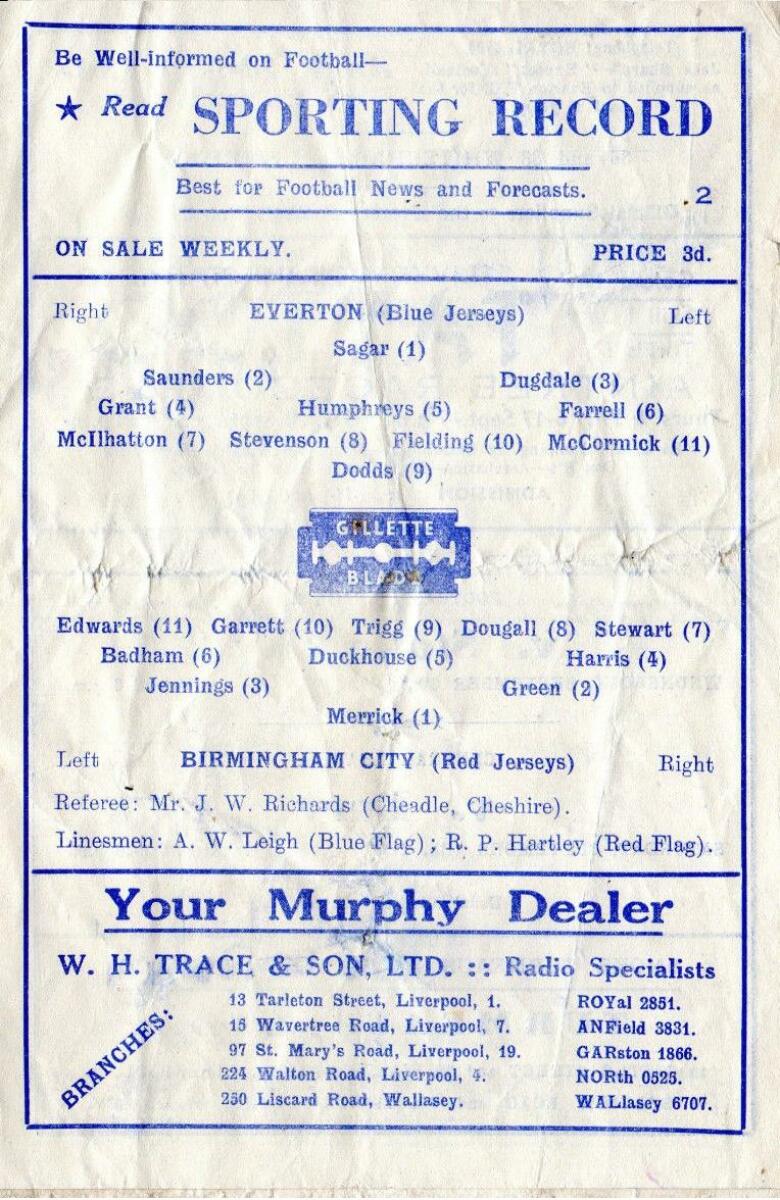 Be Well-informed on Football—
★ Read SPORTING RECORD
Best for Football News and Forecasts.
2
ON SALE WEEKLY. PRICE 3d.
Right EVERTON (Blue Jerseys) Left
Sagar (1)
Saunders (2) Dugdale (3)
Grant (4) Humphreys (5) Farrell (6)
McIlhatton (7) Stevenson (8) Fielding (10) McCormick (11)
Dodds (9)
GILLETTE
BLADE
Edwards (11) Garrett (10) Trigg (9) Dougall (8) Stewart (7)
Badham (6) Duckhouse (5) Harris (4)
Jennings (3) Green (2)
Merrick (1)
Left BIRMINGHAM CITY (Red Jerseys) Right
Referee: Mr. J. W. Richards (Cheadle, Cheshire).
Linesmen: A. W. Leigh (Blue Flag); R. P. Hartley (Red Flag).
Your Murphy Dealer
W. H. TRACE & SON, LTD. :: Radio Specialists
BRANCHES:
13 Tarleton Street, Liverpool, 1. ROYal 2851.
15 Wavertree Road, Liverpool, 7. ANField 3831.
97 St. Mary's Road, Liverpool, 19. GARston 1866.
224 Walton Road, Liverpool, 4. NORth 0525.
250 Liscard Road, Wallasey. WALlasey 6707.